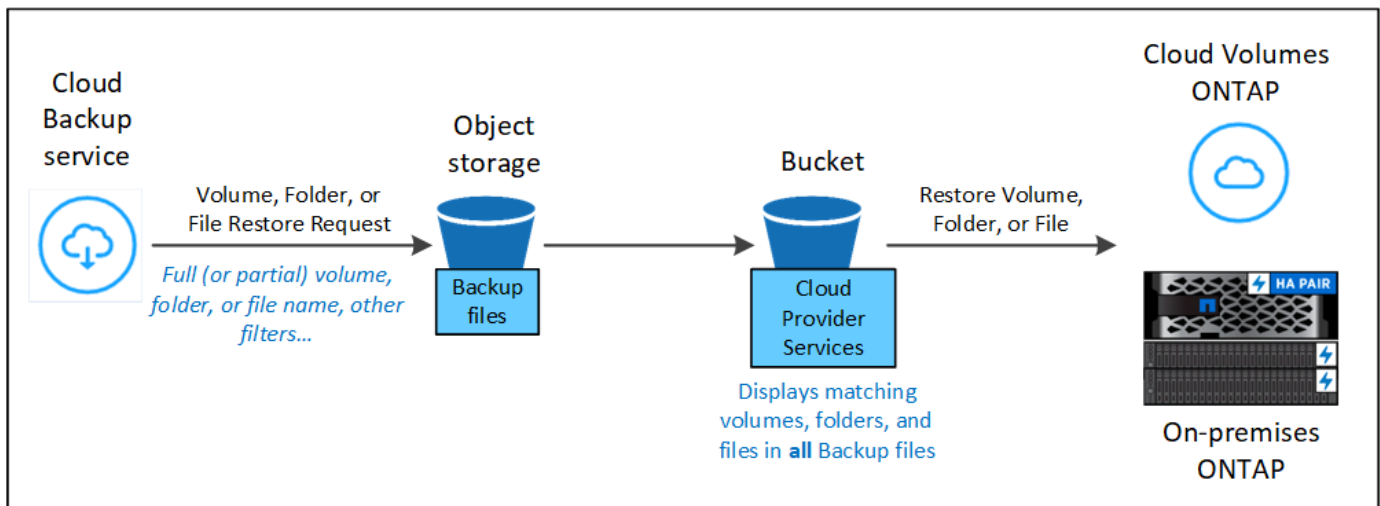 Cloud
Backup
service
Volume, Folder, or
File Restore Request
Full (or partial) volume,
folder, or file name, other
filters...
Object
storage
Backup
files
Bucket
Cloud
Provider
Services
Displays matching
volumes, folders, and
files in all Backup files
Restore Volume,
Folder, or File
Cloud Volumes
ONTAP
HA PAIR
On-premises
ONTAP